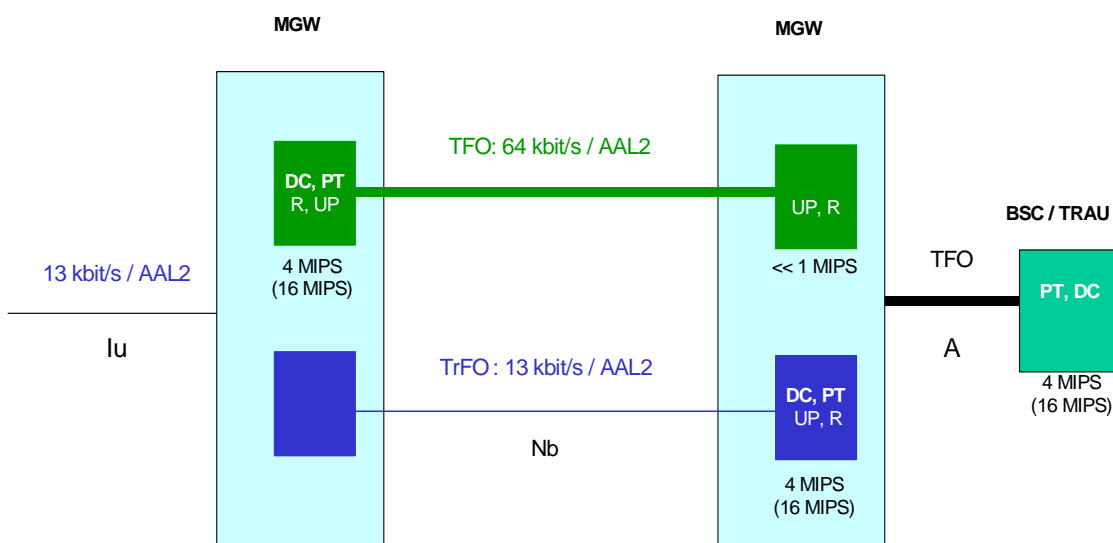 MGW
MGW
TFO: 64 kbit/s / AAL2
DC, PT
R, UP
UP, R
BSC / TRAU
13 kbit/s / AAL2
4 MIPS
(16 MIPS)
<< 1 MIPS
TFO
PT, DC
Iu
TrFO : 13 kbit/s / AAL2
A
DC, PT
UP, R
4 MIPS
(16 MIPS)
Nb
4 MIPS
(16 MIPS)